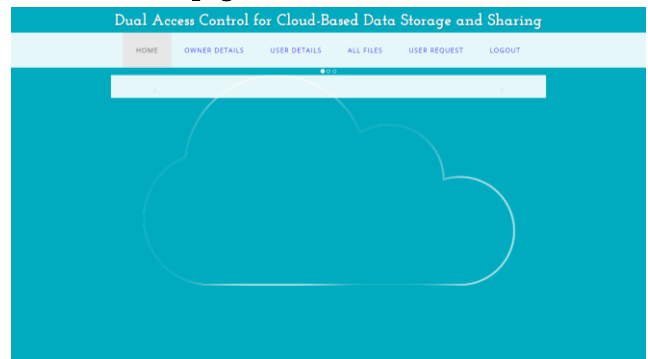 Dual Access Control for Cloud-Based Data Storage and Sharing
HOME OWNER DETAILS USER DETAILS ALL FILES USER REQUEST LOGOUT